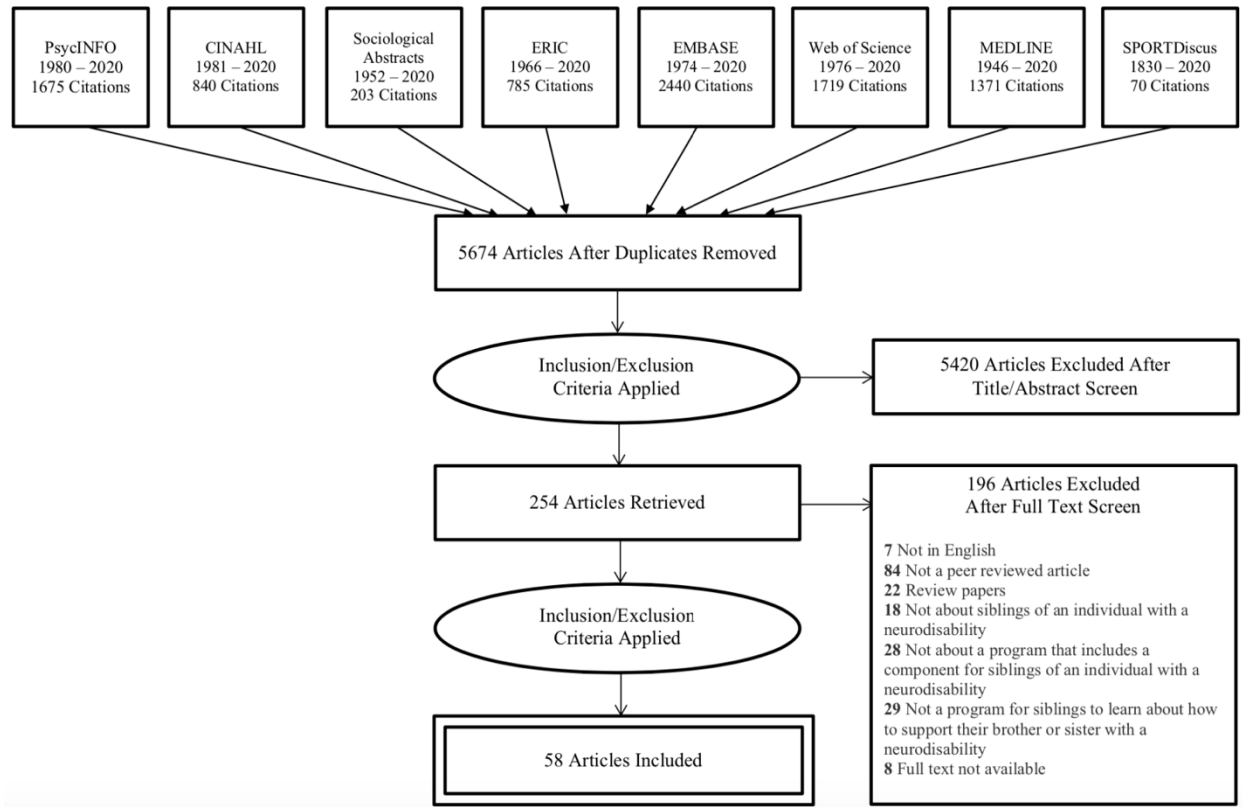 PsycINFO
1980 – 2020
1675 Citations
CINAHL
1981 – 2020
840 Citations
Sociological
Abstracts
1952 – 2020
203 Citations
ERIC
1966 – 2020
785 Citations
EMBASE
1974 – 2020
2440 Citations
Web of Science
1976 – 2020
1719 Citations
MEDLINE
1946 – 2020
1371 Citations
SPORTDiscus
1830 – 2020
70 Citations
5674 Articles After Duplicates Removed
Inclusion/Exclusion
Criteria Applied
5420 Articles Excluded After
Title/Abstract Screen
254 Articles Retrieved
196 Articles Excluded
After Full Text Screen
7 Not in English
84 Not a peer reviewed article
22 Review papers
18 Not about siblings of an individual with a
neurodisability
28 Not about a program that includes a
component for siblings of an individual with a
neurodisability
29 Not a program for siblings to learn about how
to support their brother or sister with a
neurodisability
8 Full text not available
Inclusion/Exclusion
Criteria Applied
58 Articles Included